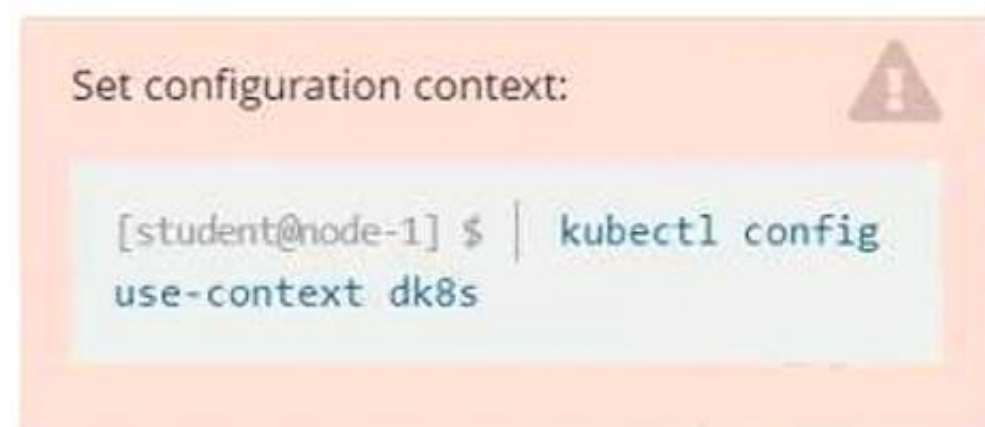 Set configuration context:
[student@node-1] $ | kubectl config
use-context dk8s